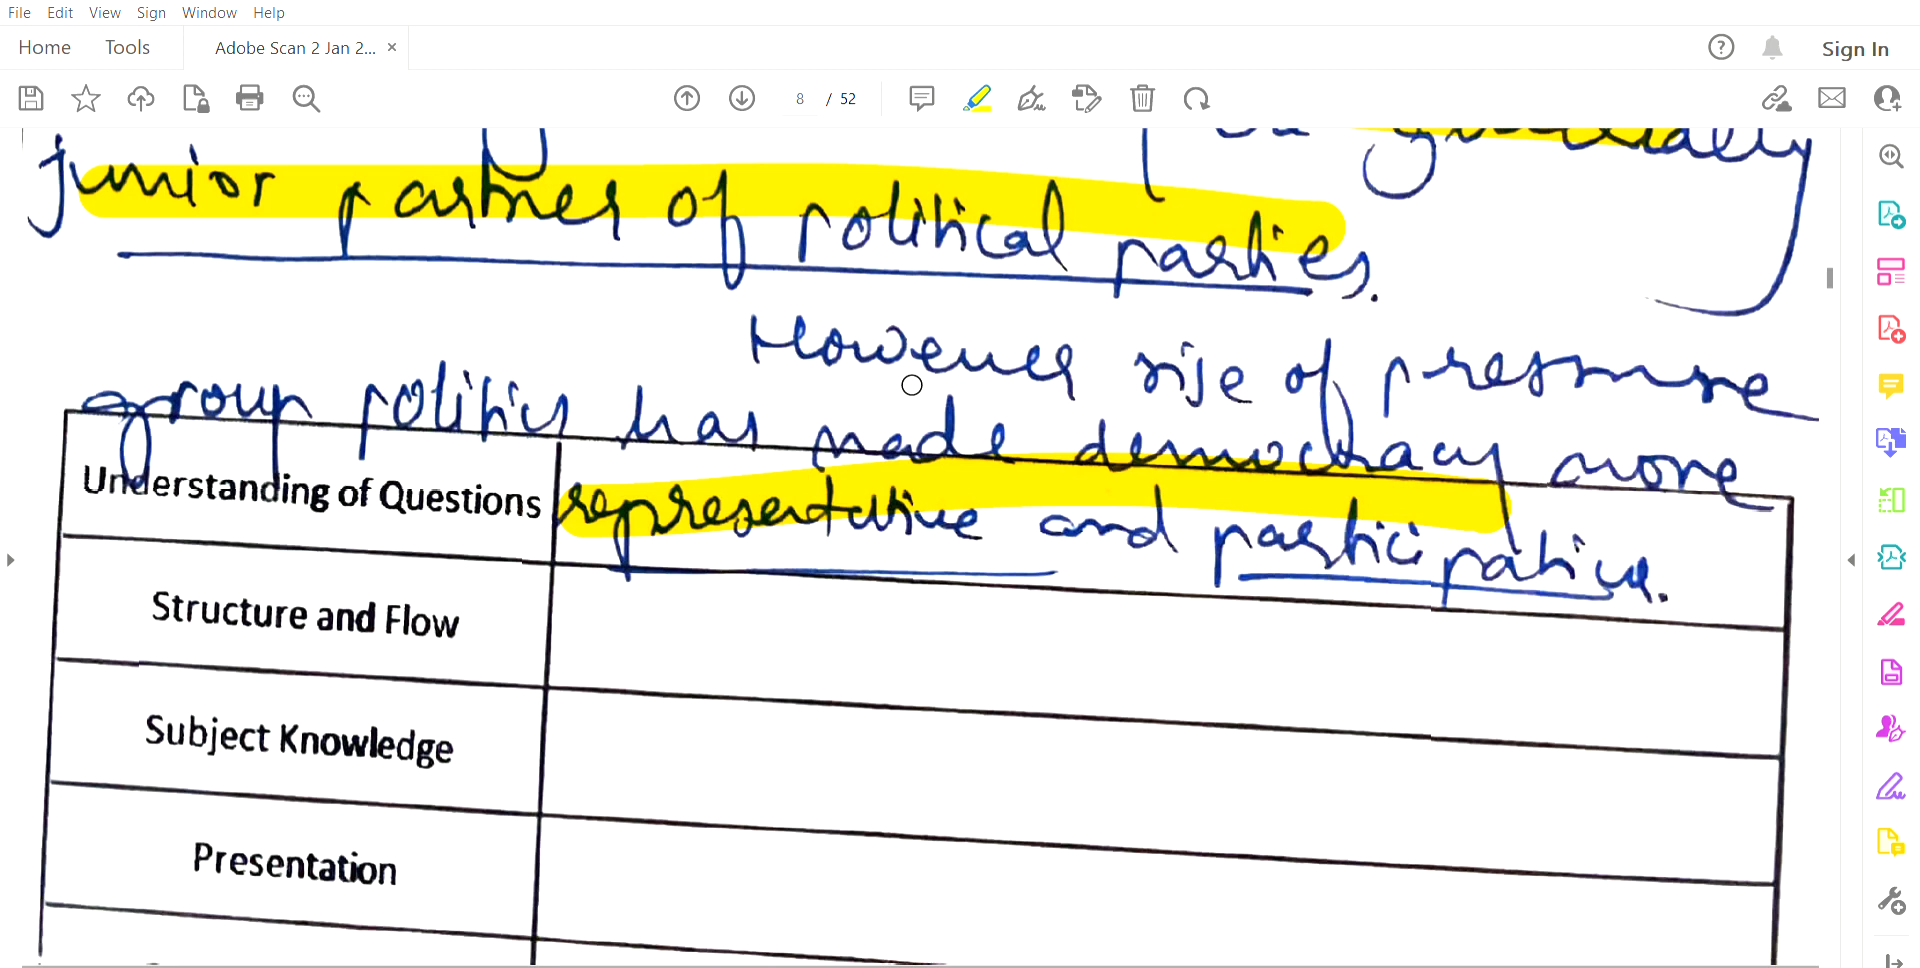 File Edit View Sign Window Help
Home Tools Adobe Scan 2 Jan 2... × Sign In
8 / 52
gradually
junior partner of political parties.
However rise of pressure
group politics has made democracy more
representative and participative.
Understanding of Questions
Structure and Flow
Subject Knowledge
Presentation